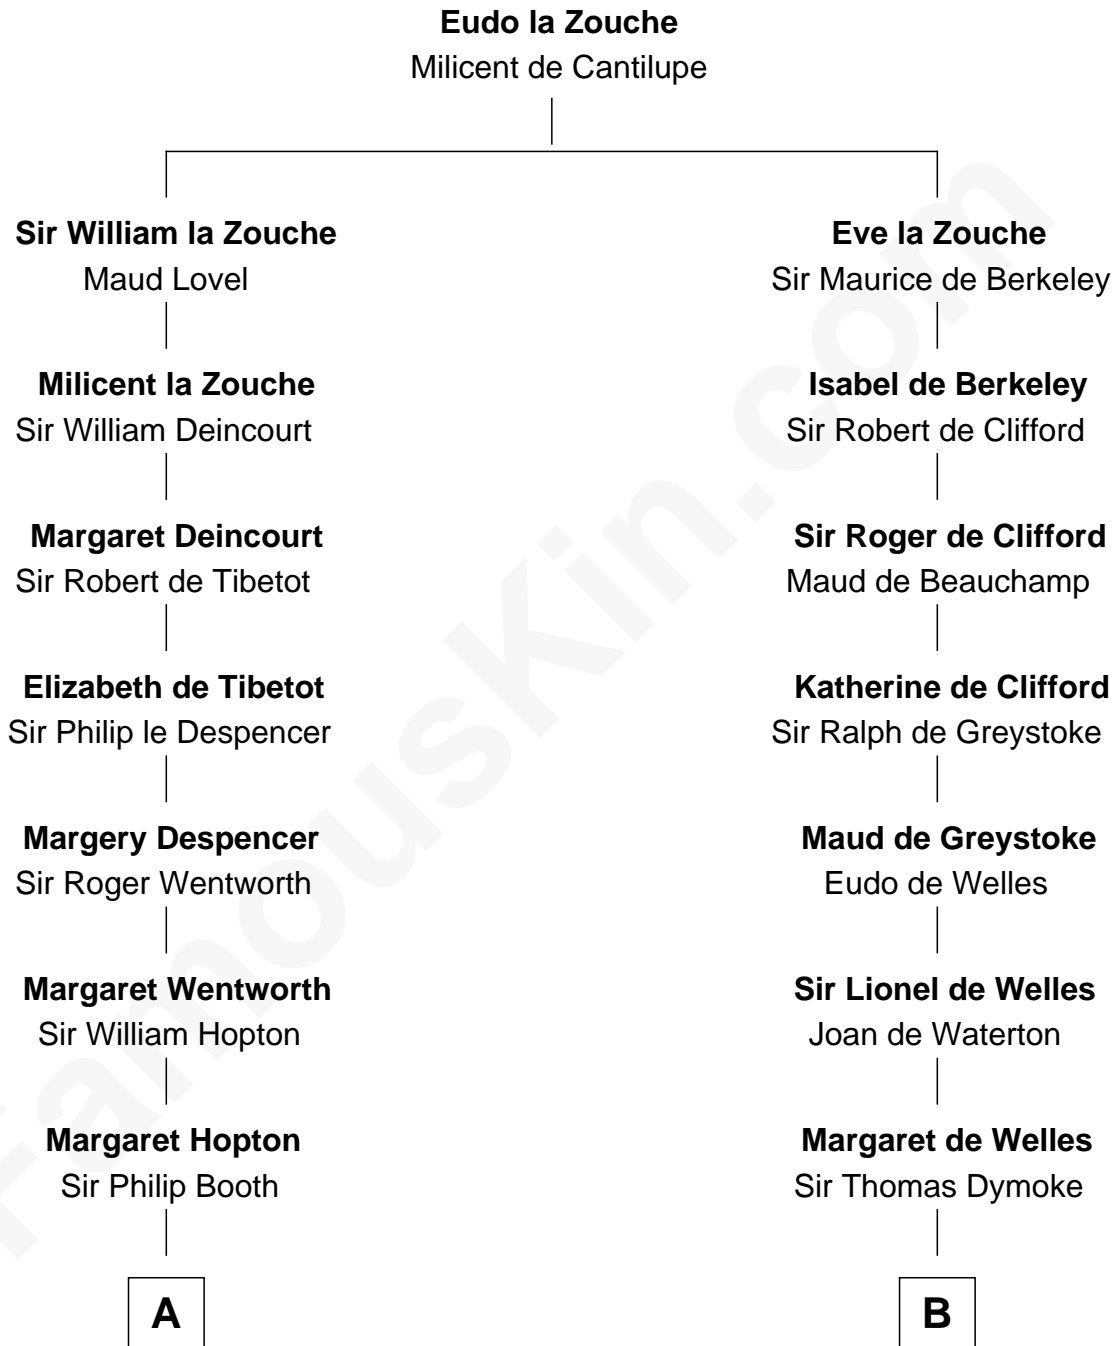 Eudo la Zouche
Milicent de Cantilupe
Sir William la Zouche
Maud Lovel
Eve la Zouche
Sir Maurice de Berkeley
Milicent la Zouche
Sir William Deincourt
Isabel de Berkeley
Sir Robert de Clifford
Margaret Deincourt
Sir Robert de Tibetot
Sir Roger de Clifford
Maud de Beauchamp
Elizabeth de Tibetot
Sir Philip le Despencer
Katherine de Clifford
Sir Ralph de Greystoke
Margery Despencer
Sir Roger Wentworth
Maud de Greystoke
Eudo de Welles
Margaret Wentworth
Sir William Hopton
Sir Lionel de Welles
Joan de Waterton
Margaret Hopton
Sir Philip Booth
Margaret de Welles
Sir Thomas Dymoke
A
B
FamousKin.com